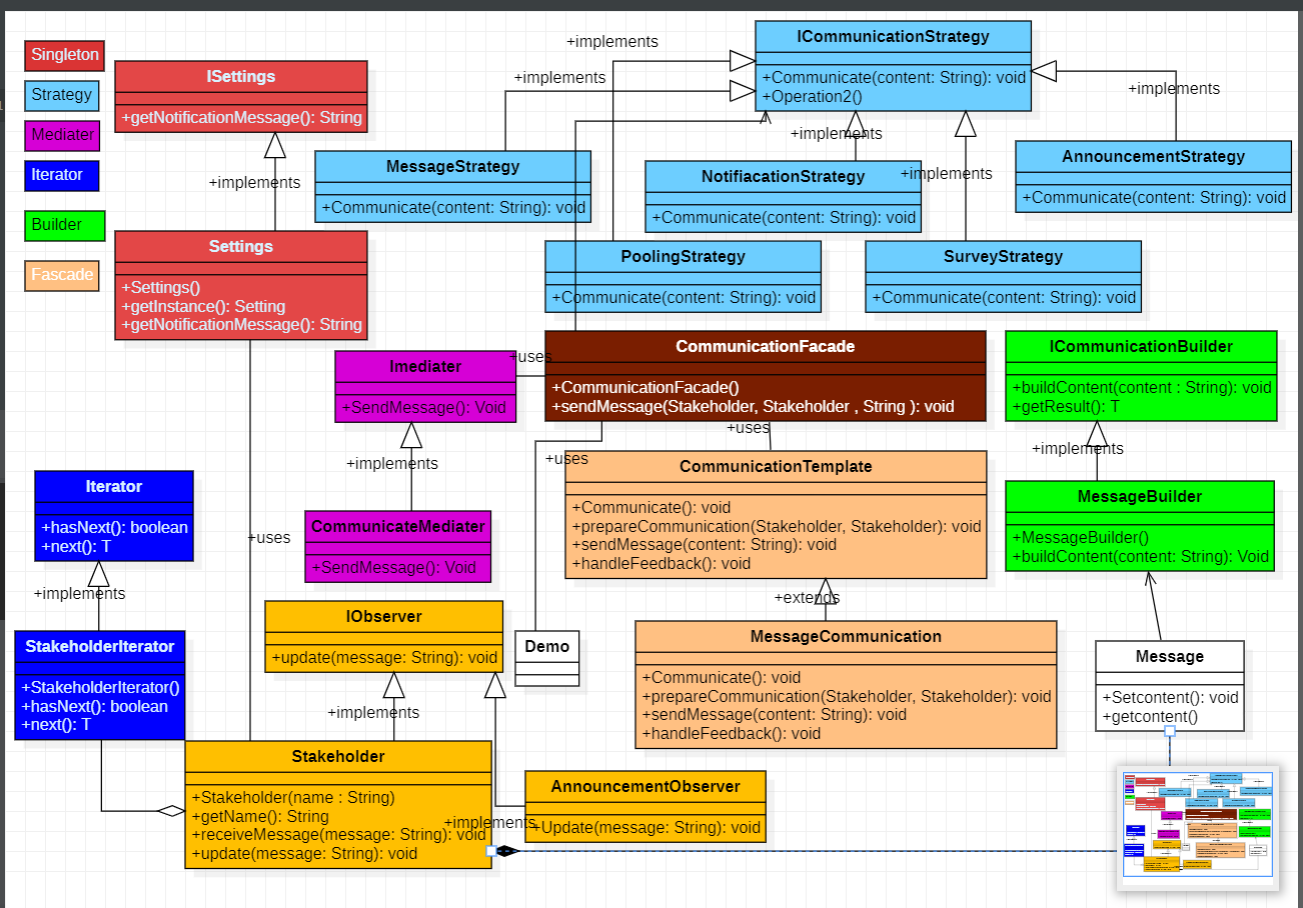 Singleton
Strategy
Mediater
Iterator
Builder
Fascade
ISettings
+getNotificationMessage(): String
+implements
Settings
+Settings()
+getInstance(): Setting
+getNotificationMessage(): String
+implements
+implements
ICommunicationStrategy
+Communicate(content: String): void
+Operation2()
+implements
+implements
+implements
MessageStrategy
+Communicate(content: String): void
NotifiacationStrategy
+Communicate(content: String): void
AnnouncementStrategy
+Communicate(content: String): void
PoolingStrategy
+Communicate(content: String): void
SurveyStrategy
+Communicate(content: String): void
Imediater
+SendMessage(): Void
+uses
CommunicationFacade
+CommunicationFacade()
+sendMessage(Stakeholder, Stakeholder , String ): void
ICommunicationBuilder
+buildContent(content : String): void
+getResult(): T
+implements
+uses
+uses
+implements
CommunicationTemplate
+Communicate(): void
+prepareCommunication(Stakeholder, Stakeholder): void
+sendMessage(content: String): void
+handleFeedback(): void
MessageBuilder
+MessageBuilder()
+buildContent(content: String): Void
Iterator
+hasNext(): boolean
+next(): T
+implements
+uses
CommunicateMediater
+SendMessage(): Void
+extends
StakeholderIterator
+StakeholderIterator()
+hasNext(): boolean
+next(): T
IObserver
+update(message: String): void
+implements
Demo
MessageCommunication
+Communicate(): void
+prepareCommunication(Stakeholder, Stakeholder): void
+sendMessage(content: String): void
+handleFeedback(): void
Message
+Setcontent(): void
+getcontent()
Stakeholder
+Stakeholder(name : String)
+getName(): String
+receiveMessage(message: String): void
+update(message: String): void
+implements
AnnouncementObserver
+Update(message: String): void